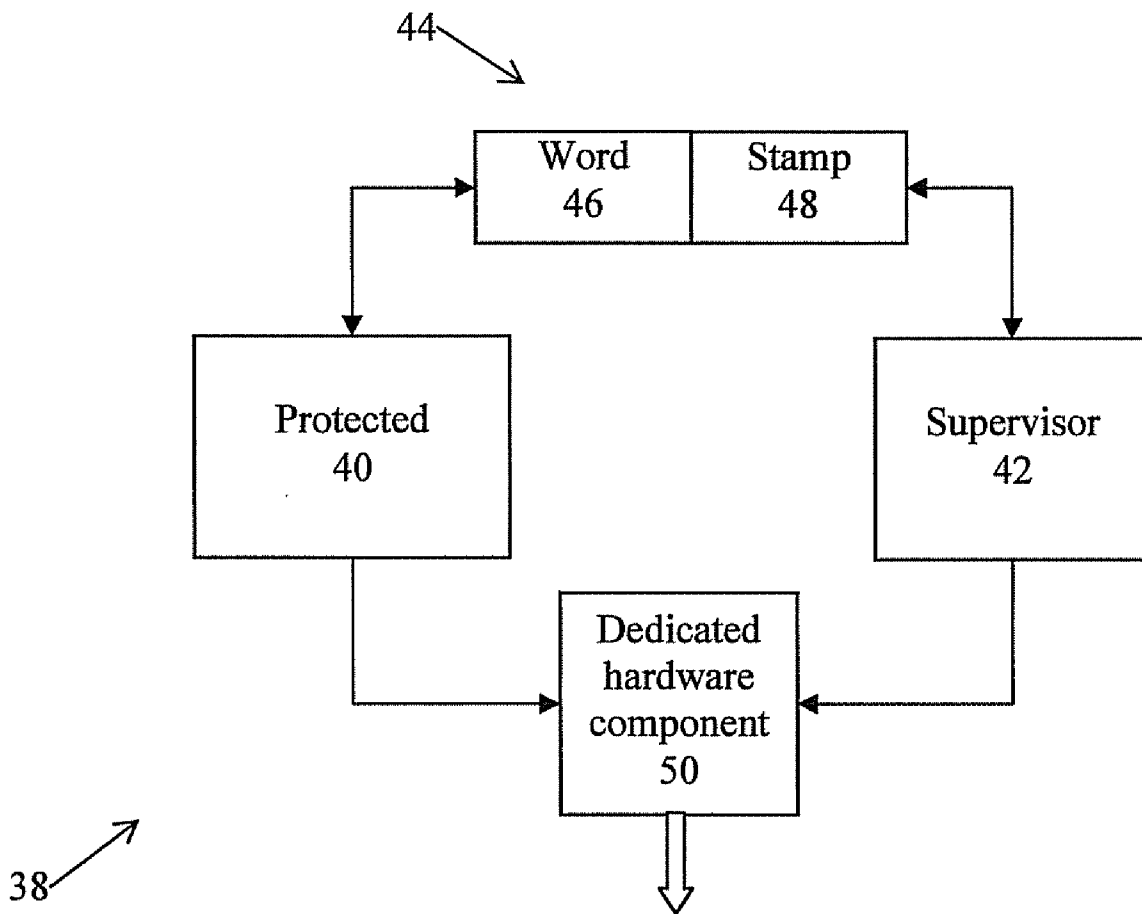 44
Word
46
Stamp
48
Protected
40
Supervisor
42
Dedicated
hardware
component
50
38